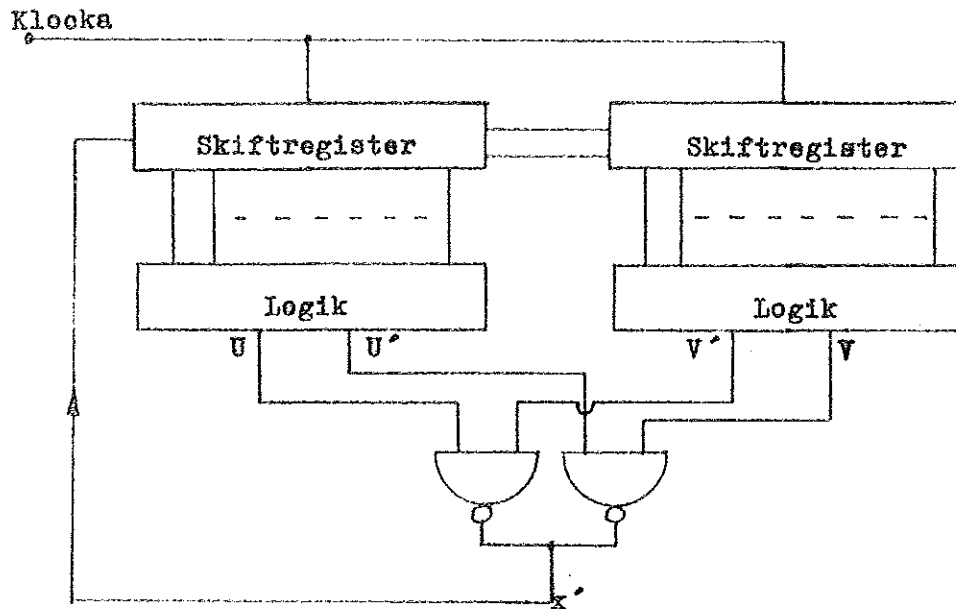 Klocka
Skiftregister
Skiftregister
Logik
Logik
U
U´
V´
V
x´